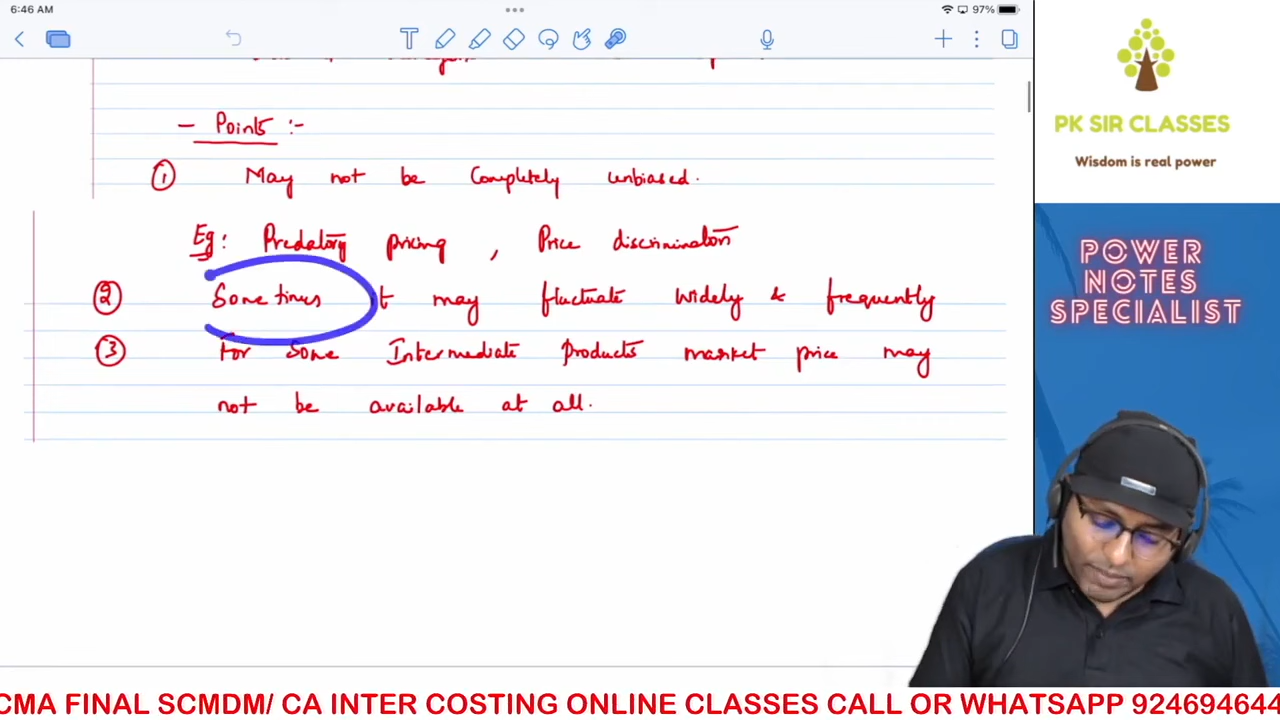 6:46 AM
97%
- Points :-
① May not be Completely unbiased.
Eg: Predatory pricing, Price discrimination
② Sometimes it may fluctuate widely & frequently
③ For Some Intermediate Products market price may
not be available at all.
PK SIR CLASSES
Wisdom is real power
POWER
NOTES
SPECIALIST
CMA FINAL SCMDM/ CA INTER COSTING ONLINE CLASSES CALL OR WHATSAPP 924694644